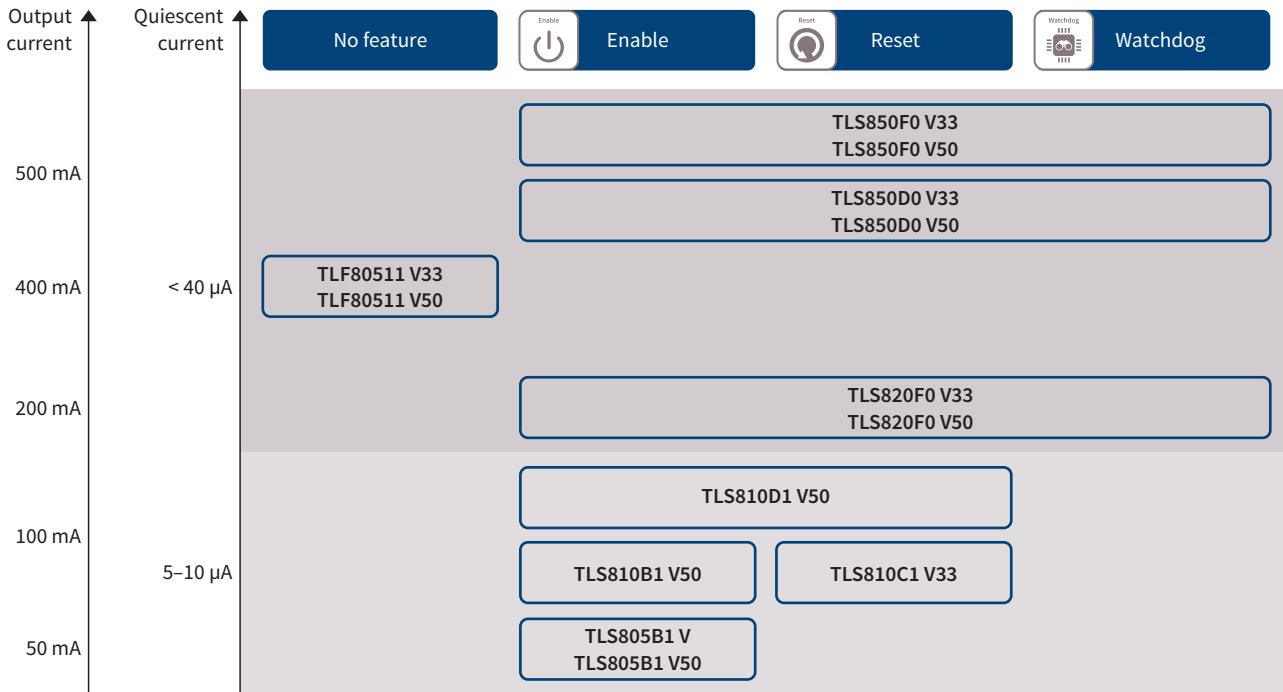 Output current
Quiescent current
No feature
Enable
Enable
Reset
Reset
Watchdog
Watchdog
TLS850F0 V33
TLS850F0 V50
500 mA
TLS850D0 V33
TLS850D0 V50
400 mA
< 40 µA
TLF80511 V33
TLF80511 V50
200 mA
TLS820F0 V33
TLS820F0 V50
TLS810D1 V50
100 mA
5–10 µA
TLS810B1 V50
TLS810C1 V33
50 mA
TLS805B1 V
TLS805B1 V50